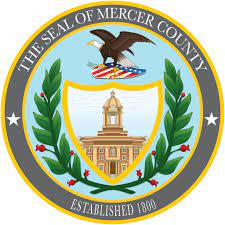 THE SEAL OF MERCER COUNTY
ESTABLISHED 1800